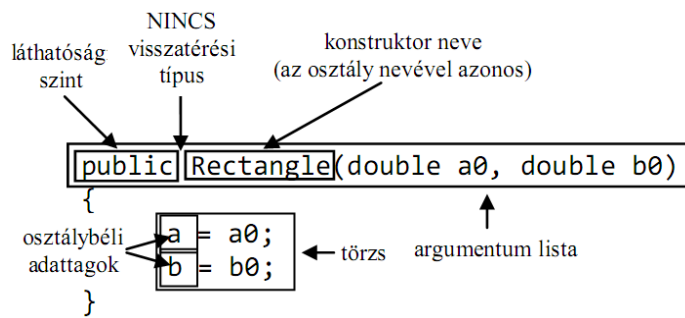 NINCS
visszatérési
típus
láthatóság
szint
konstruktor neve
(az osztály nevével azonos)
public Rectangle(double a0, double b0)
{
osztálybéli
adattagok
a = a0;
b = b0;
törzs
argumentum lista
}